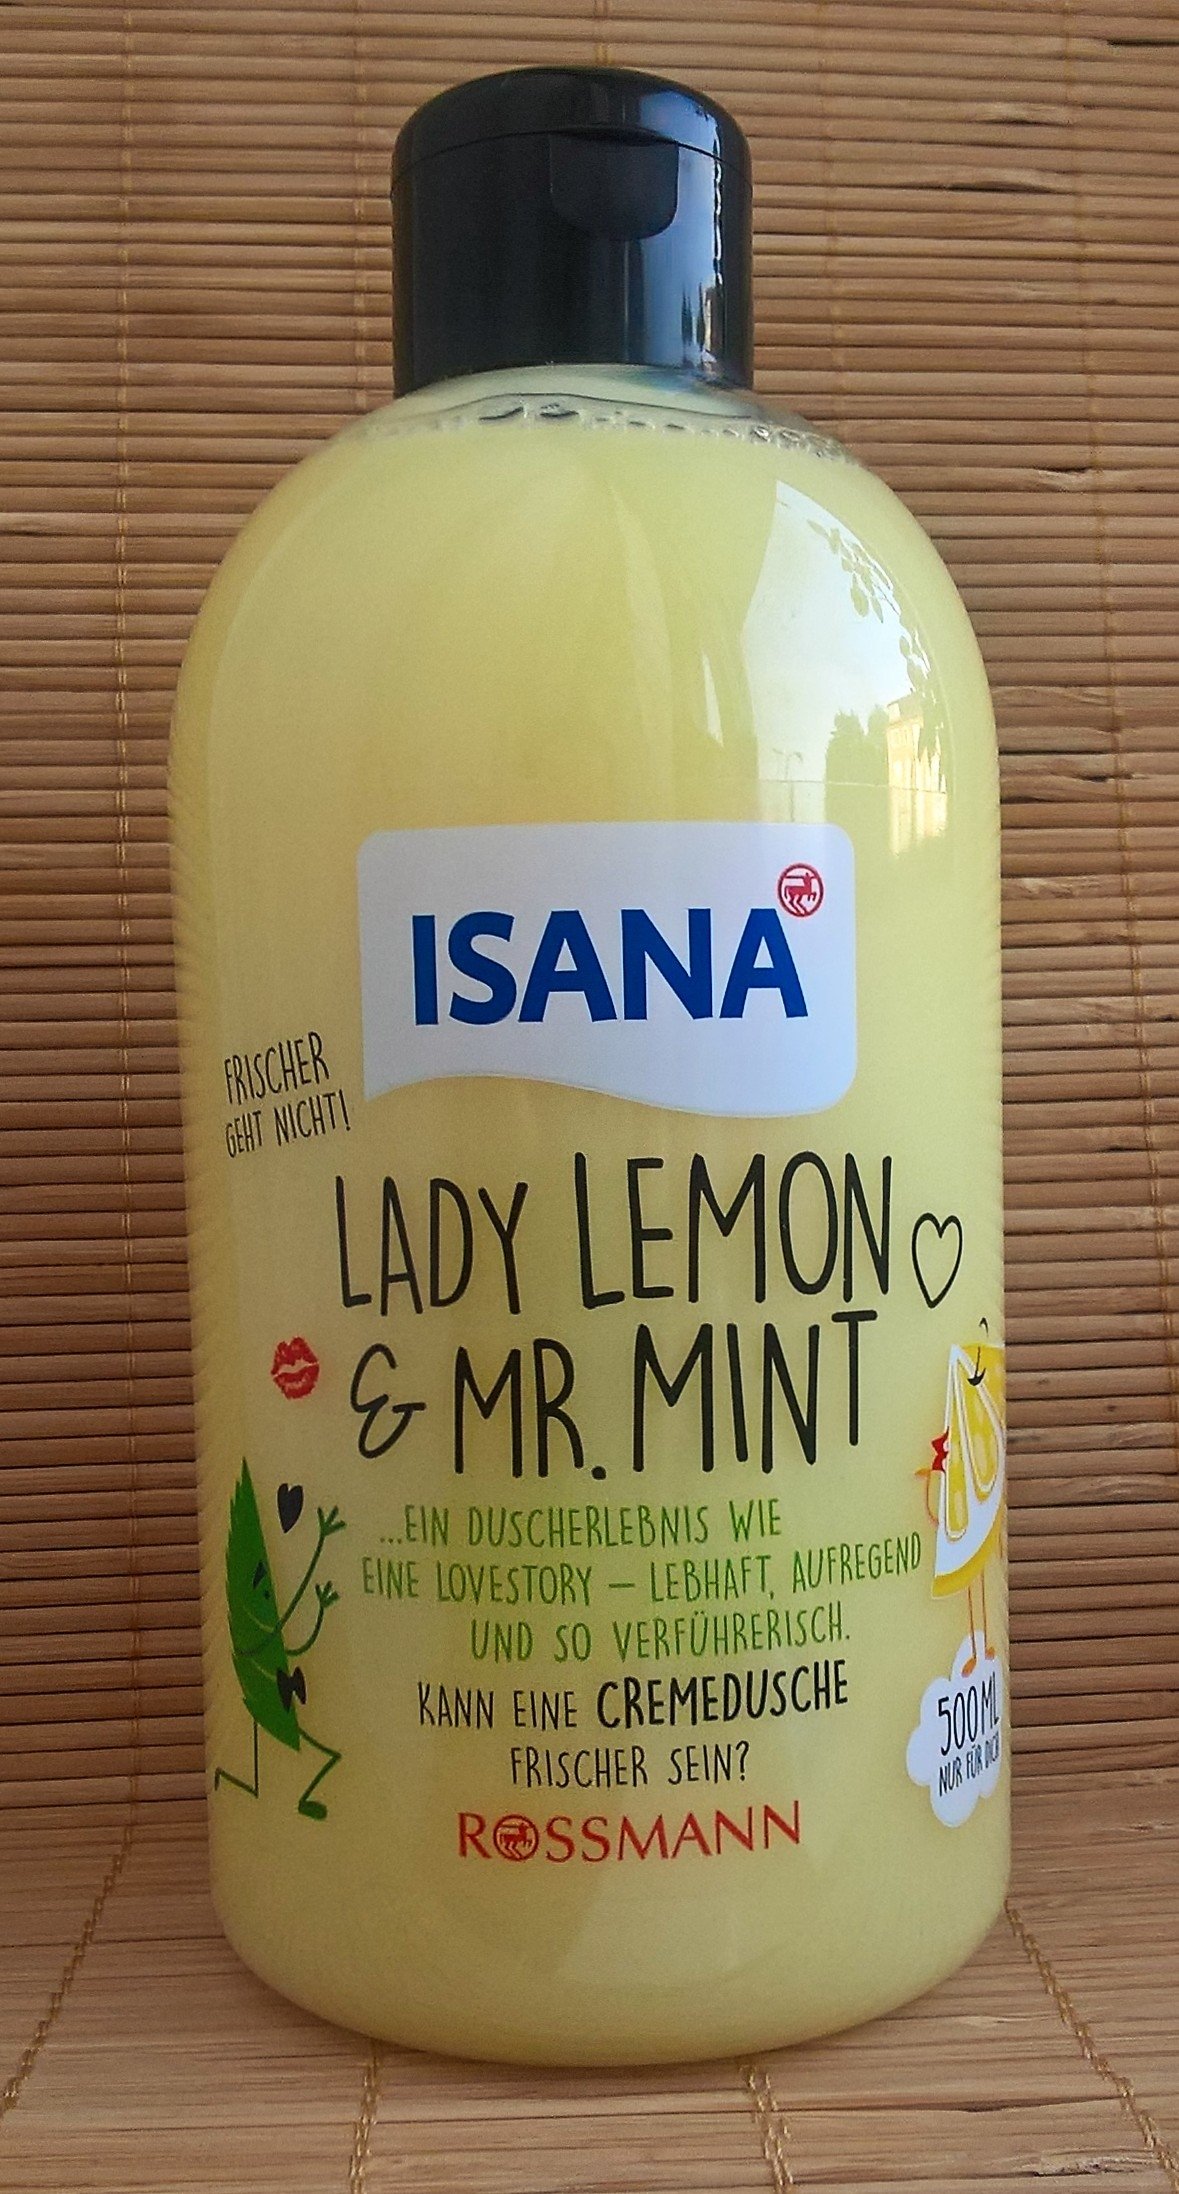 ISANA
FRISCHER
GEHT NICHT!
LADY LEMON
& MR. MINT
...EIN DUSCHERLEBNIS WIE
EINE LOVESTORY – LEBHAFT, AUFREGEND
UND SO VERFÜHRERISCH.
KANN EINE CREMEDUSCHE
FRISCHER SEIN?
500 ML
NUR FÜR DICH
ROSSMANN